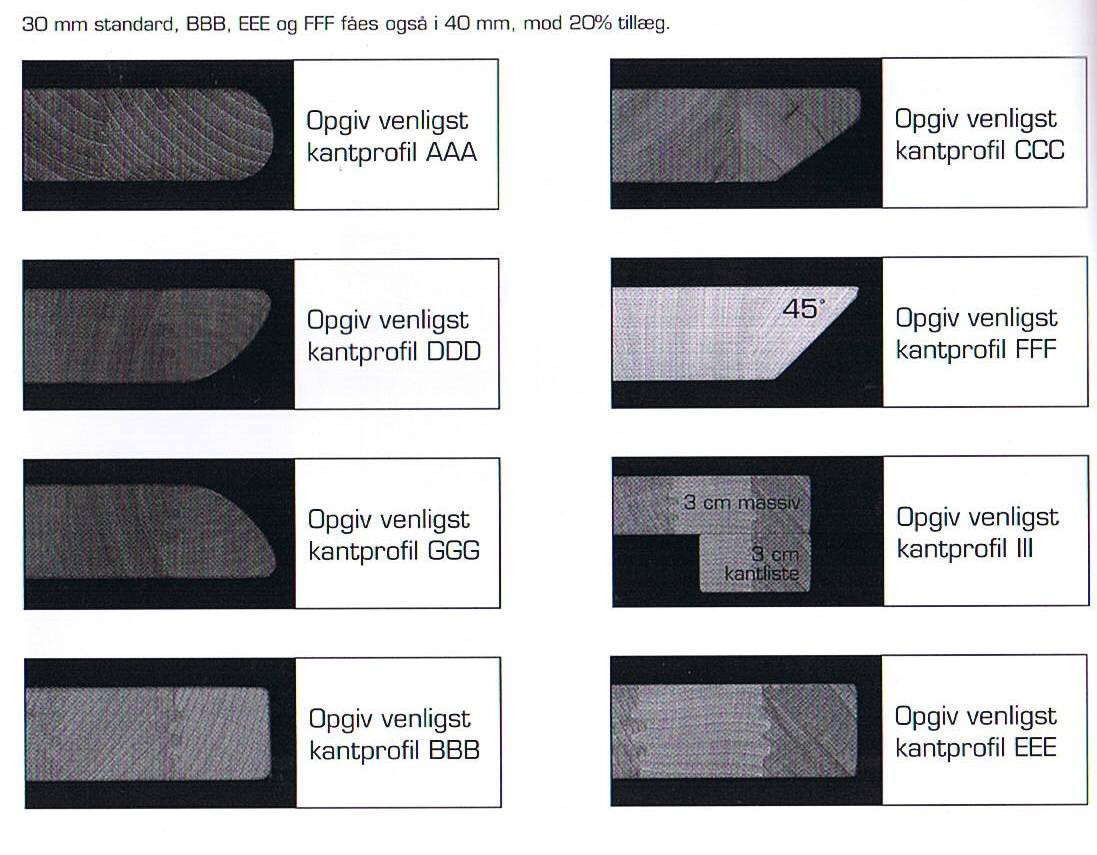 30 mm standard, BBB, EEE og FFF fåes også i 40 mm, mod 20% tillæg.
Opgiv venligst
kantprofil AAA
Opgiv venligst
kantprofil CCC
Opgiv venligst
kantprofil DDD
45°
Opgiv venligst
kantprofil FFF
Opgiv venligst
kantprofil GGG
3 cm massiv
3 cm
kantliste
Opgiv venligst
kantprofil III
Opgiv venligst
kantprofil BBB
Opgiv venligst
kantprofil EEE